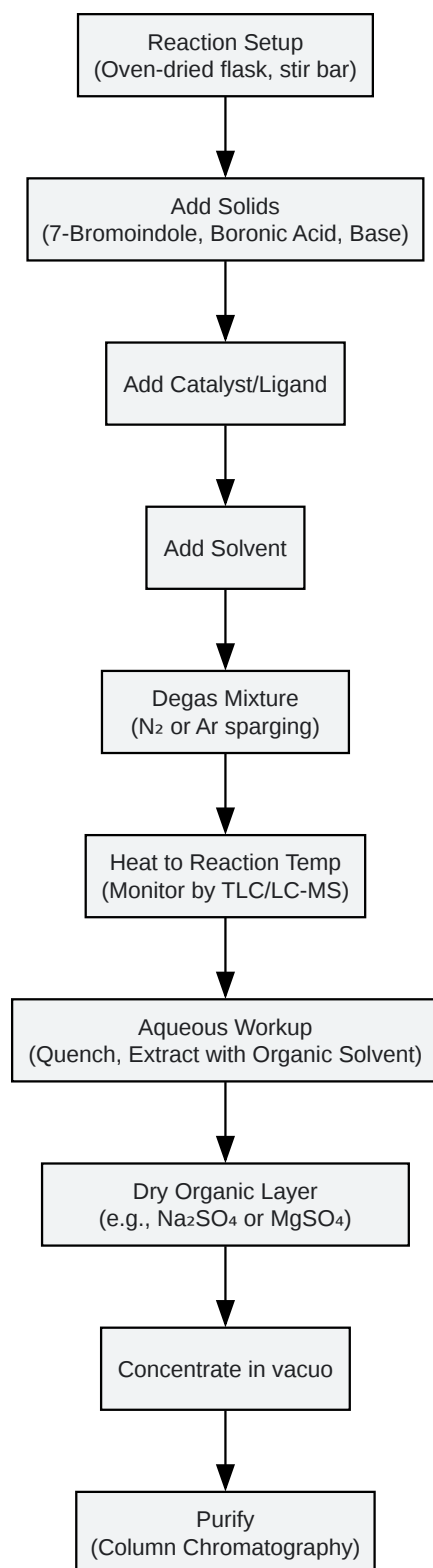 Reaction Setup
(Oven-dried flask, stir bar)
Add Solids
(7-Bromoindole, Boronic Acid, Base)
Add Catalyst/Ligand
Add Solvent
Degas Mixture
(N₂ or Ar sparging)
Heat to Reaction Temp
(Monitor by TLC/LC-MS)
Aqueous Workup
(Quench, Extract with Organic Solvent)
Dry Organic Layer
(e.g., Na₂SO₄ or MgSO₄)
Concentrate in vacuo
Purify
(Column Chromatography)